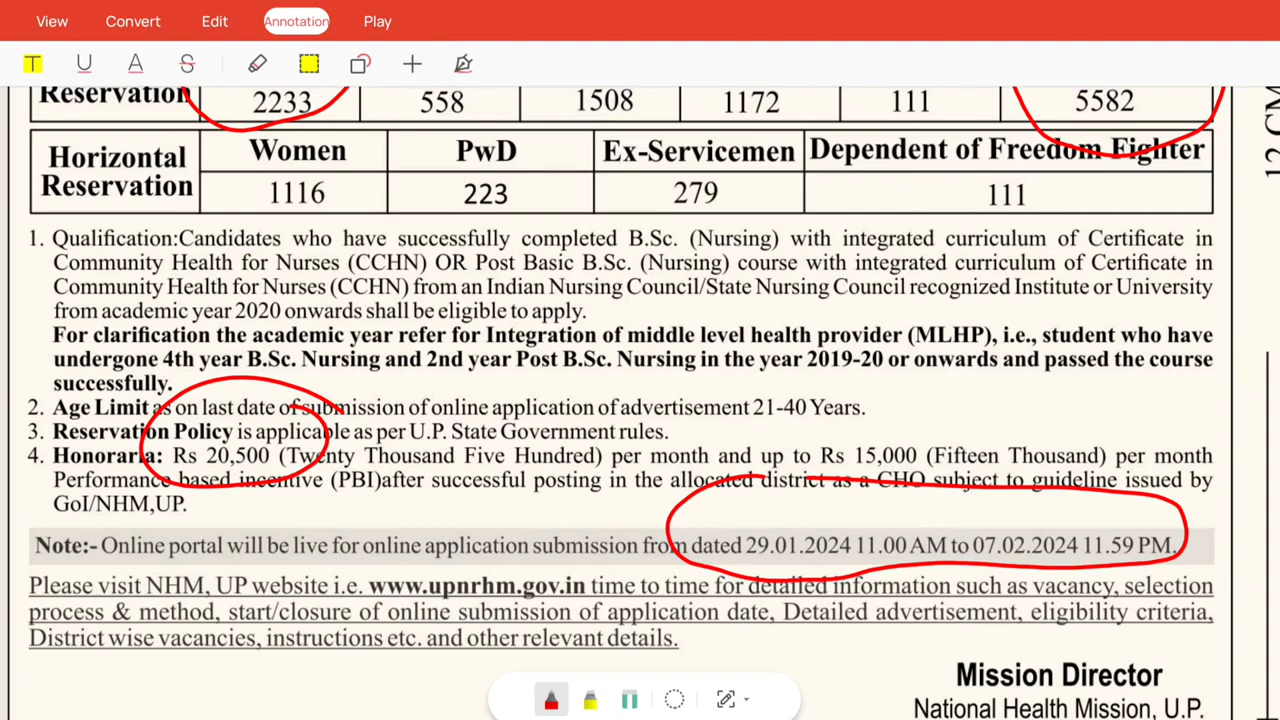 View Convert Edit Annotation Play
T U A S
Reservation 2233 558 1508 1172 111 5582
Horizontal Reservation Women PwD Ex-Servicemen Dependent of Freedom Fighter
1116 223 279 111
1. Qualification:Candidates who have successfully completed B.Sc. (Nursing) with integrated curriculum of Certificate in
Community Health for Nurses (CCHN) OR Post Basic B.Sc. (Nursing) course with integrated curriculum of Certificate in
Community Health for Nurses (CCHN) from an Indian Nursing Council/State Nursing Council recognized Institute or University
from academic year 2020 onwards shall be eligible to apply.
For clarification the academic year refer for Integration of middle level health provider (MLHP), i.e., student who have
undergone 4th year B.Sc. Nursing and 2nd year Post B.Sc. Nursing in the year 2019-20 or onwards and passed the course
successfully.
2. Age Limit as on last date of submission of online application of advertisement 21-40 Years.
3. Reservation Policy is applicable as per U.P. State Government rules.
4. Honoraria: Rs 20,500 (Twenty Thousand Five Hundred) per month and up to Rs 15,000 (Fifteen Thousand) per month
Performance based incentive (PBI)after successful posting in the allocated district as a CHO subject to guideline issued by
GoI/NHM,UP.
Note:- Online portal will be live for online application submission from dated 29.01.2024 11.00 AM to 07.02.2024 11.59 PM.
Please visit NHM, UP website i.e. www.upnrhm.gov.in time to time for detailed information such as vacancy, selection
process & method, start/closure of online submission of application date, Detailed advertisement, eligibility criteria,
District wise vacancies, instructions etc. and other relevant details.
Mission Director
National Health Mission, U.P.
12 CM